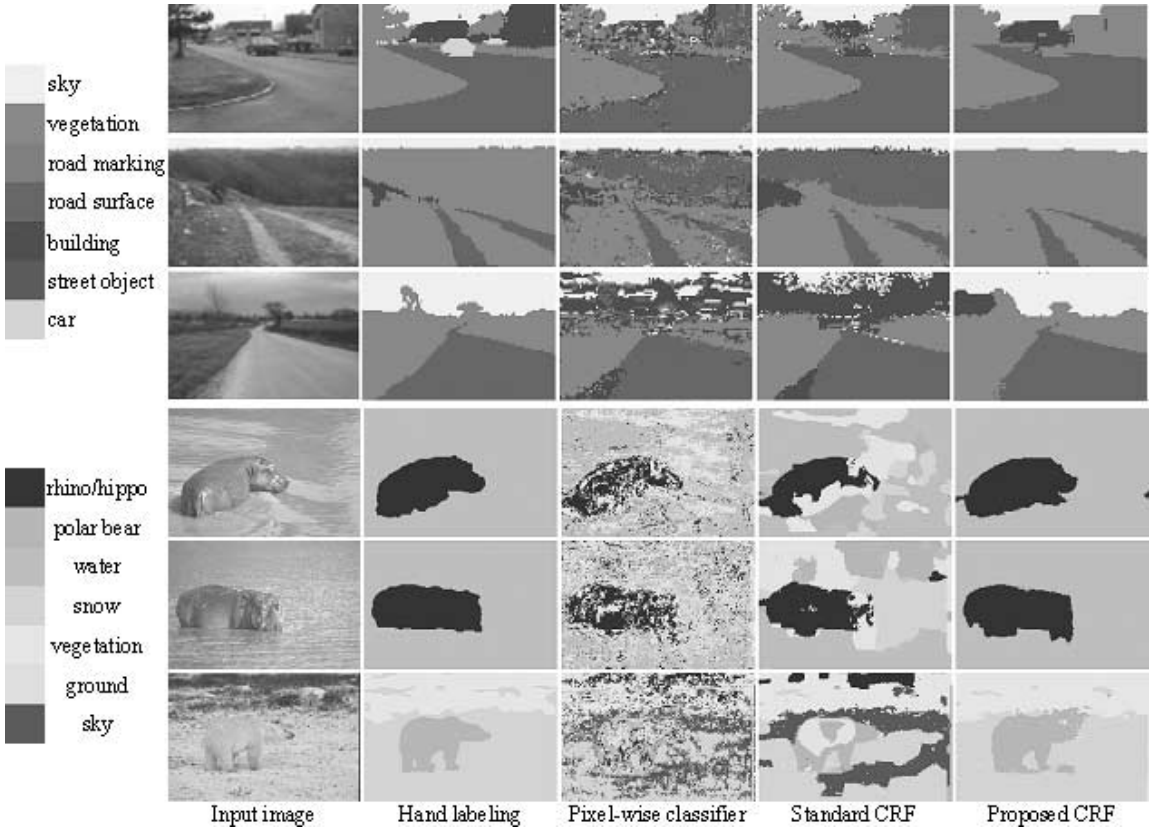 sky
vegetation
road marking
road surface
building
street object
car
rhino/hippo
polar bear
water
snow
vegetation
ground
sky
Input image Hand labeling Pixel-wise classifier Standard CRF Proposed CRF